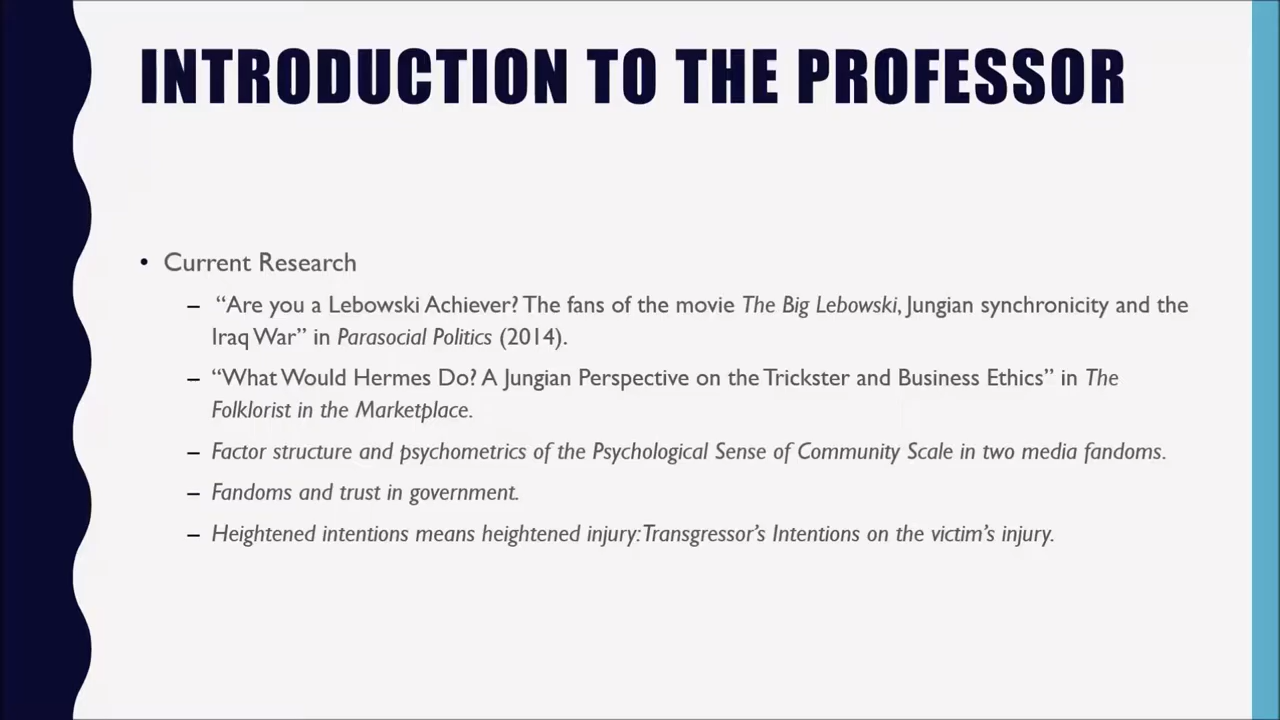 INTRODUCTION TO THE PROFESSOR
• Current Research
– “Are you a Lebowski Achiever? The fans of the movie The Big Lebowski, Jungian synchronicity and the
Iraq War” in Parasocial Politics (2014).
– “What Would Hermes Do? A Jungian Perspective on the Trickster and Business Ethics” in The
Folklorist in the Marketplace.
– Factor structure and psychometrics of the Psychological Sense of Community Scale in two media fandoms.
– Fandoms and trust in government.
– Heightened intentions means heightened injury: Transgressor’s Intentions on the victim’s injury.